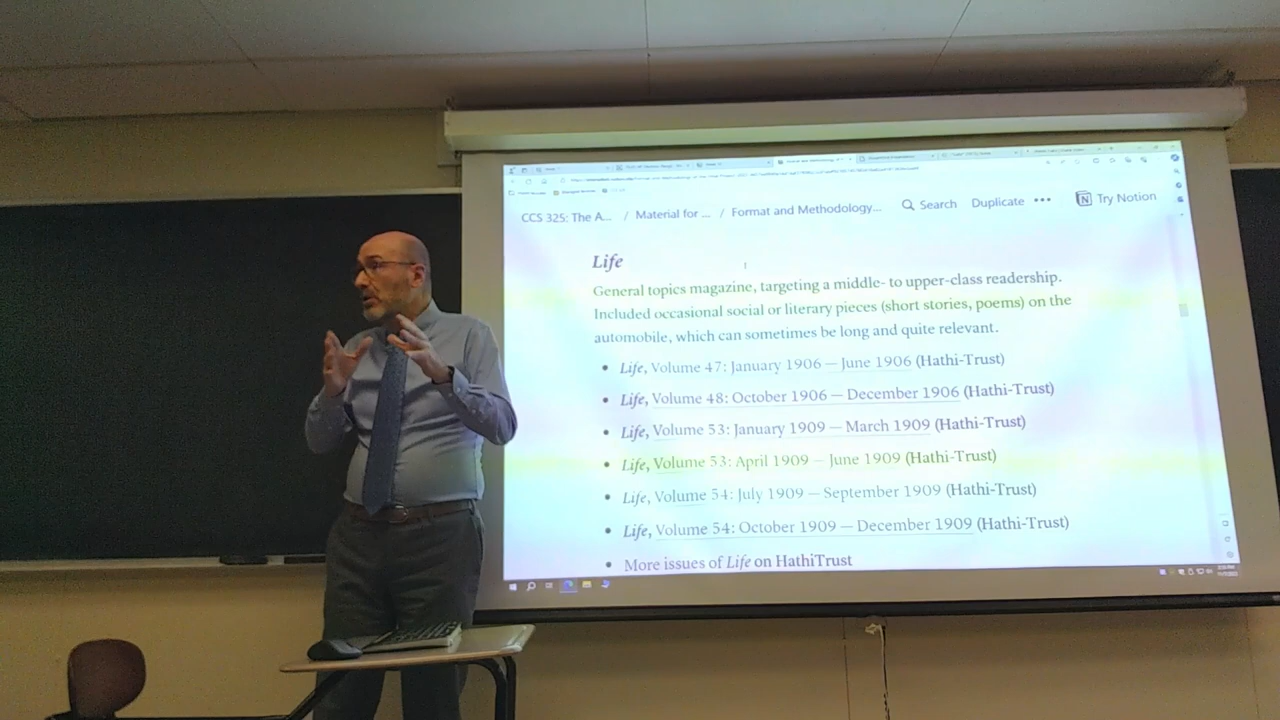 CCS 325: The A... / Material for ... / Format and Methodology... Search Duplicate ••• Try Notion
Life
General topics magazine, targeting a middle- to upper-class readership.
Included occasional social or literary pieces (short stories, poems) on the
automobile, which can sometimes be long and quite relevant.
• Life, Volume 47: January 1906 — June 1906 (Hathi-Trust)
• Life, Volume 48: October 1906 — December 1906 (Hathi-Trust)
• Life, Volume 53: January 1909 — March 1909 (Hathi-Trust)
• Life, Volume 53: April 1909 — June 1909 (Hathi-Trust)
• Life, Volume 54: July 1909 — September 1909 (Hathi-Trust)
• Life, Volume 54: October 1909 — December 1909 (Hathi-Trust)
• More issues of Life on HathiTrust